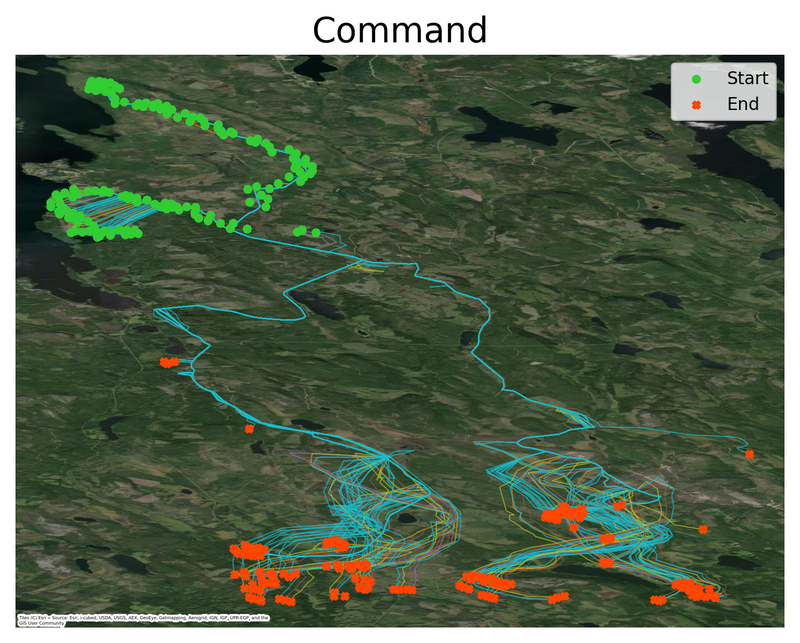 Command
Start
End
Tiles (C) Esri -- Source: Esri, i-cubed, USDA, USGS, AEX, GeoEye, Getmapping, Aerogrid, IGN, IGP, UPR-EGP, and the
GIS User Community